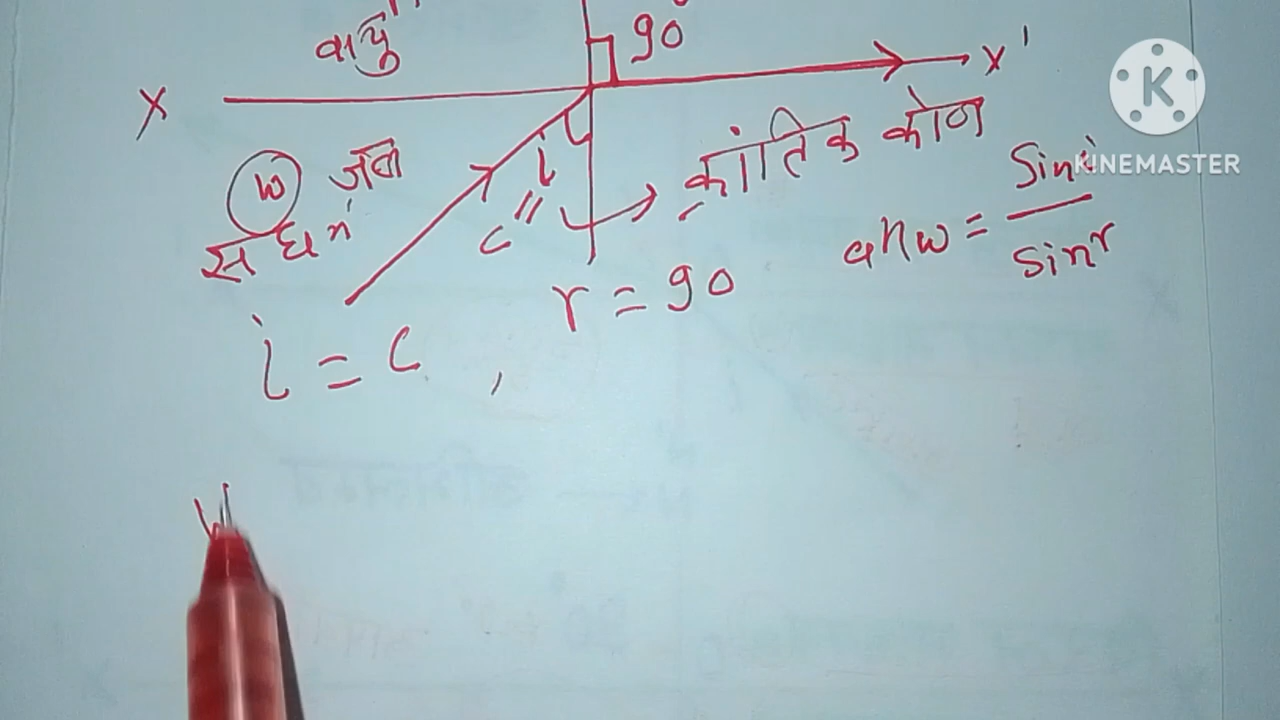 वायु
90°
X
X'
w
जल
सघन
i
c
क्रांतिक कोण
anw = sin i / sin r
r = 90
i = c ,
w
KINEMASTER